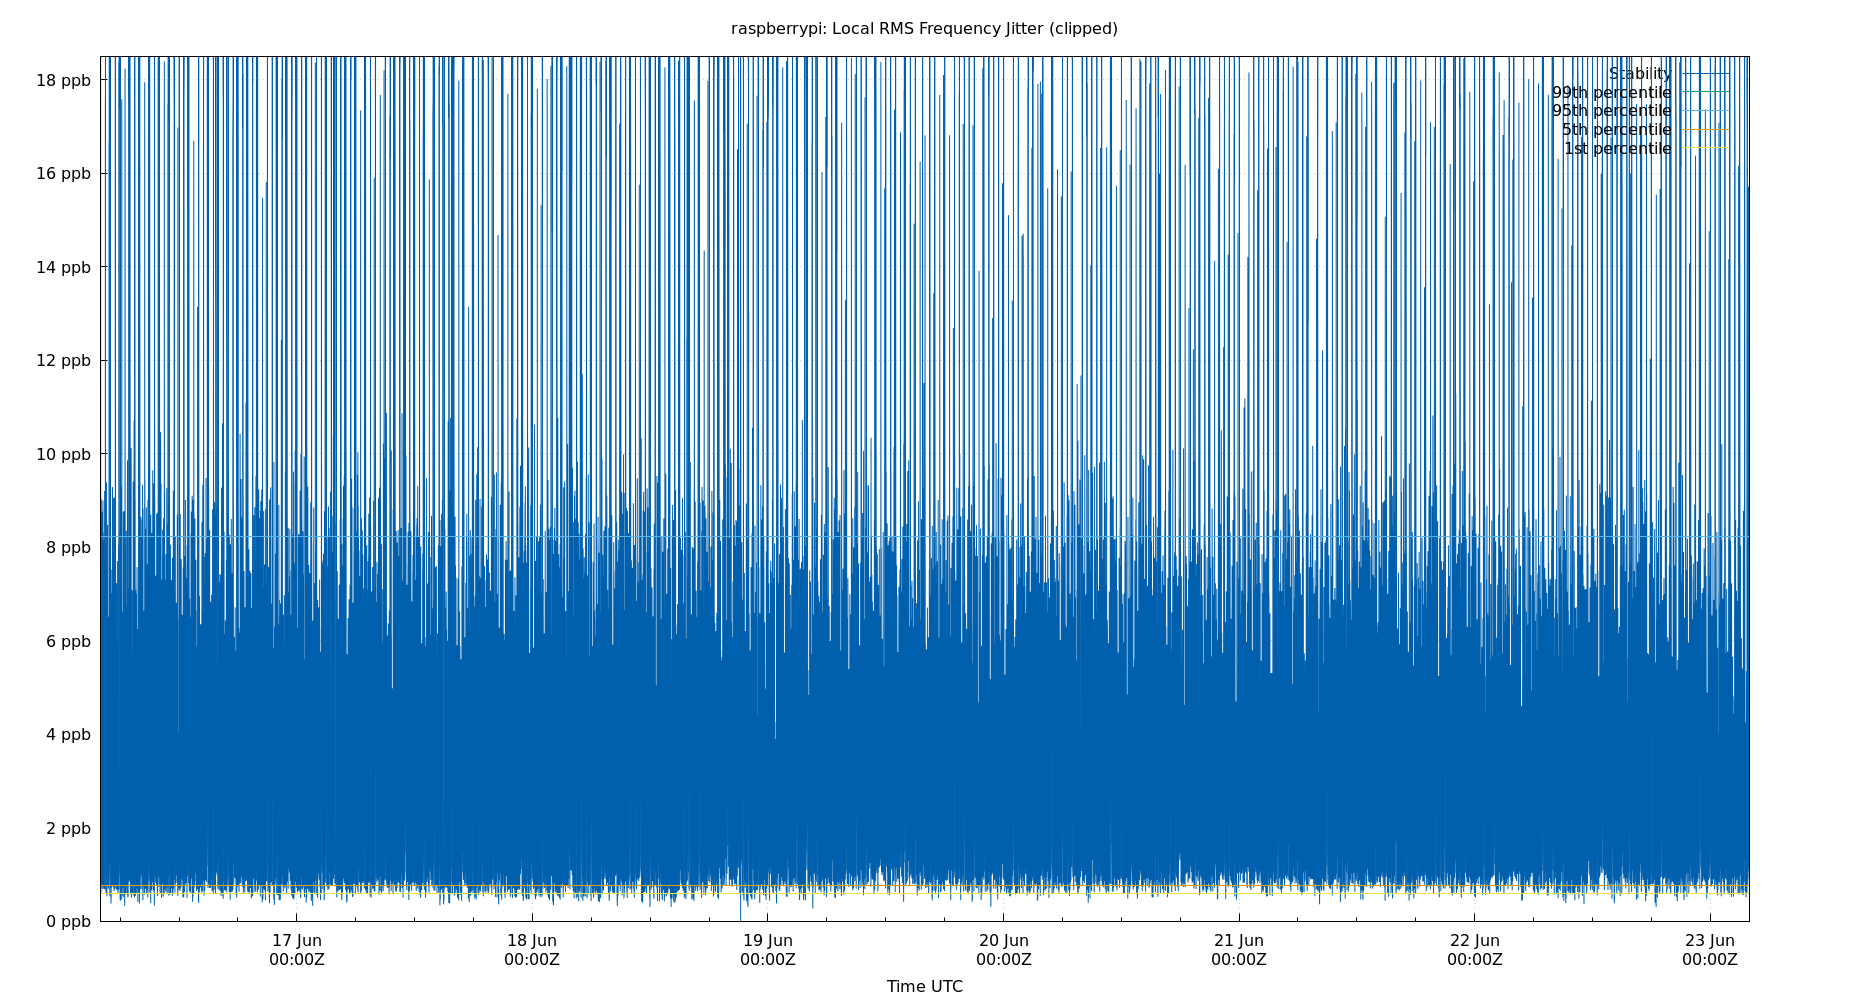 raspberrypi: Local RMS Frequency Jitter (clipped)
18 ppb
16 ppb
14 ppb
12 ppb
10 ppb
8 ppb
6 ppb
4 ppb
2 ppb
0 ppb
Stability
99th percentile
95th percentile
5th percentile
1st percentile
17 Jun 18 Jun 19 Jun 20 Jun 21 Jun 22 Jun 23 Jun
00:00Z 00:00Z 00:00Z 00:00Z 00:00Z 00:00Z 00:00Z
Time UTC